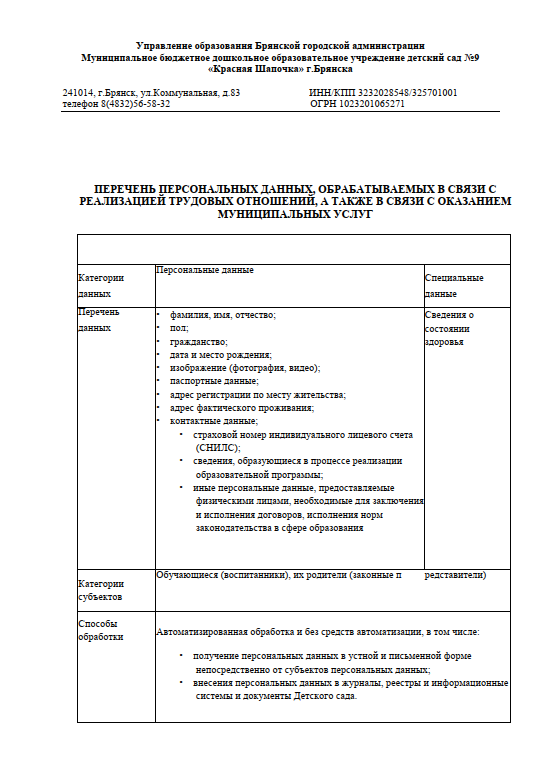 Управление образования Брянской городской администрации
Муниципальное бюджетное дошкольное образовательное учреждение детский сад №9
«Красная Шапочка» г.Брянска
241014, г.Брянск, ул.Коммунальная, д.83 ИНН/КПП 3232028548/325701001
телефон 8(4832)56-58-32 ОГРН 1023201065271
ПЕРЕЧЕНЬ ПЕРСОНАЛЬНЫХ ДАННЫХ, ОБРАБАТЫВАЕМЫХ В СВЯЗИ С
РЕАЛИЗАЦИЕЙ ТРУДОВЫХ ОТНОШЕНИЙ, А ТАКЖЕ В СВЯЗИ С ОКАЗАНИЕМ
МУНИЦИПАЛЬНЫХ УСЛУГ
Категории
данных
Персональные данные
Специальные
данные
Перечень
данных
• фамилия, имя, отчество;
• пол;
• гражданство;
• дата и место рождения;
• изображение (фотография, видео);
• паспортные данные;
• адрес регистрации по месту жительства;
• адрес фактического проживания;
• контактные данные;
• страховой номер индивидуального лицевого счета
(СНИЛС);
• сведения, образующиеся в процессе реализации
образовательной программы;
• иные персональные данные, предоставляемые
физическими лицами, необходимые для заключения
и исполнения договоров, исполнения норм
законодательства в сфере образования
Сведения о
состоянии
здоровья
Категории
субъектов
Обучающиеся (воспитанники), их родители (законные п редставители)
Способы
обработки
Автоматизированная обработка и без средств автоматизации, в том числе:
• получение персональных данных в устной и письменной форме
непосредственно от субъектов персональных данных;
• внесения персональных данных в журналы, реестры и информационные
системы и документы Детского сада.